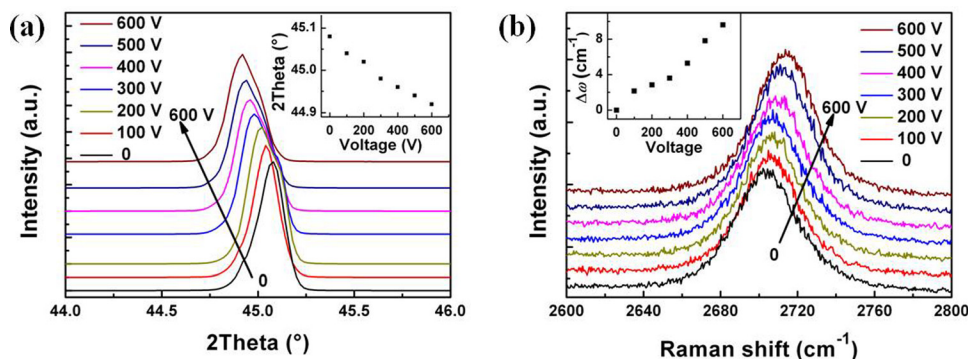 (a)
600 V
500 V
400 V
300 V
200 V
100 V
0
600 V
0
Intensity (a.u.)
44.0 44.5 45.0 45.5 46.0
2Theta (°)
45.1
45.0
44.9
2Theta (°)
0 200 400 600
Voltage (V)
(b)
8
4
0
Δω (cm⁻¹)
0 200 400 600
Voltage
600 V
500 V
400 V
300 V
200 V
100 V
0
600 V
0
Intensity (a.u.)
2600 2640 2680 2720 2760 2800
Raman shift (cm⁻¹)